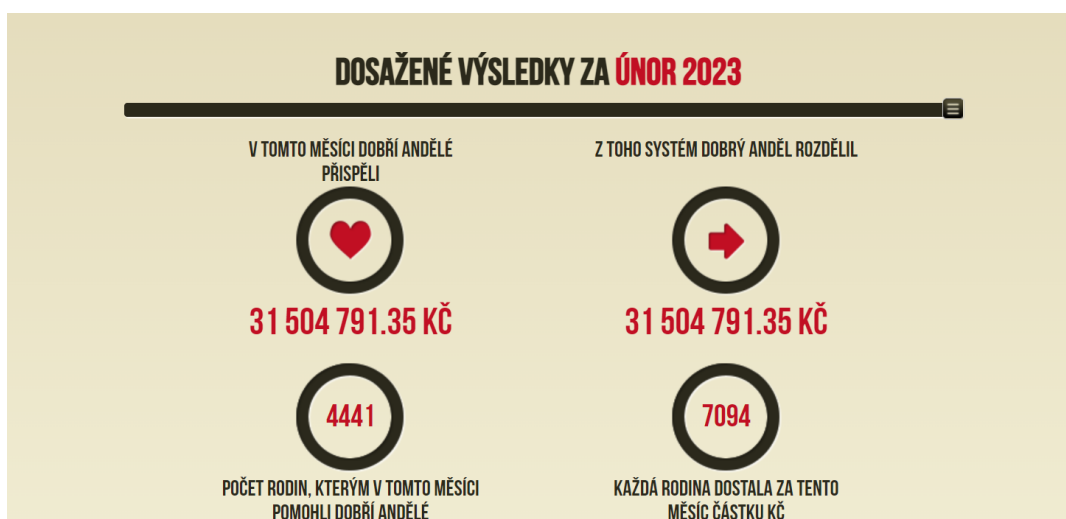 DOSAŽENÉ VÝSLEDKY ZA ÚNOR 2023
V TOMTO MĚSÍCI DOBŘÍ ANDĚLÉ
PŘISPĚLI
31 504 791.35 KČ
Z TOHO SYSTÉM DOBRÝ ANDĚL ROZDĚLIL
31 504 791.35 KČ
4441
POČET RODIN, KTERÝM V TOMTO MĚSÍCI
POMOHLI DOBŘÍ ANDĚLÉ
7094
KAŽDÁ RODINA DOSTALA ZA TENTO
MĚSÍC ČÁSTKU KČ